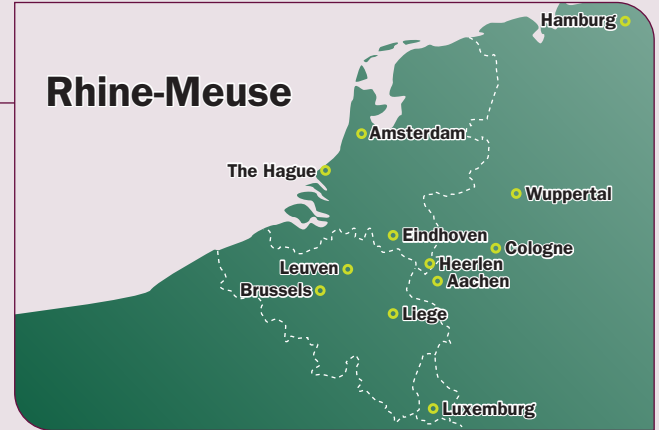 Hamburg
Rhine-Meuse
Amsterdam
The Hague
Wuppertal
Eindhoven
Cologne
Heerlen
Leuven
Aachen
Brussels
Liege
Luxemburg